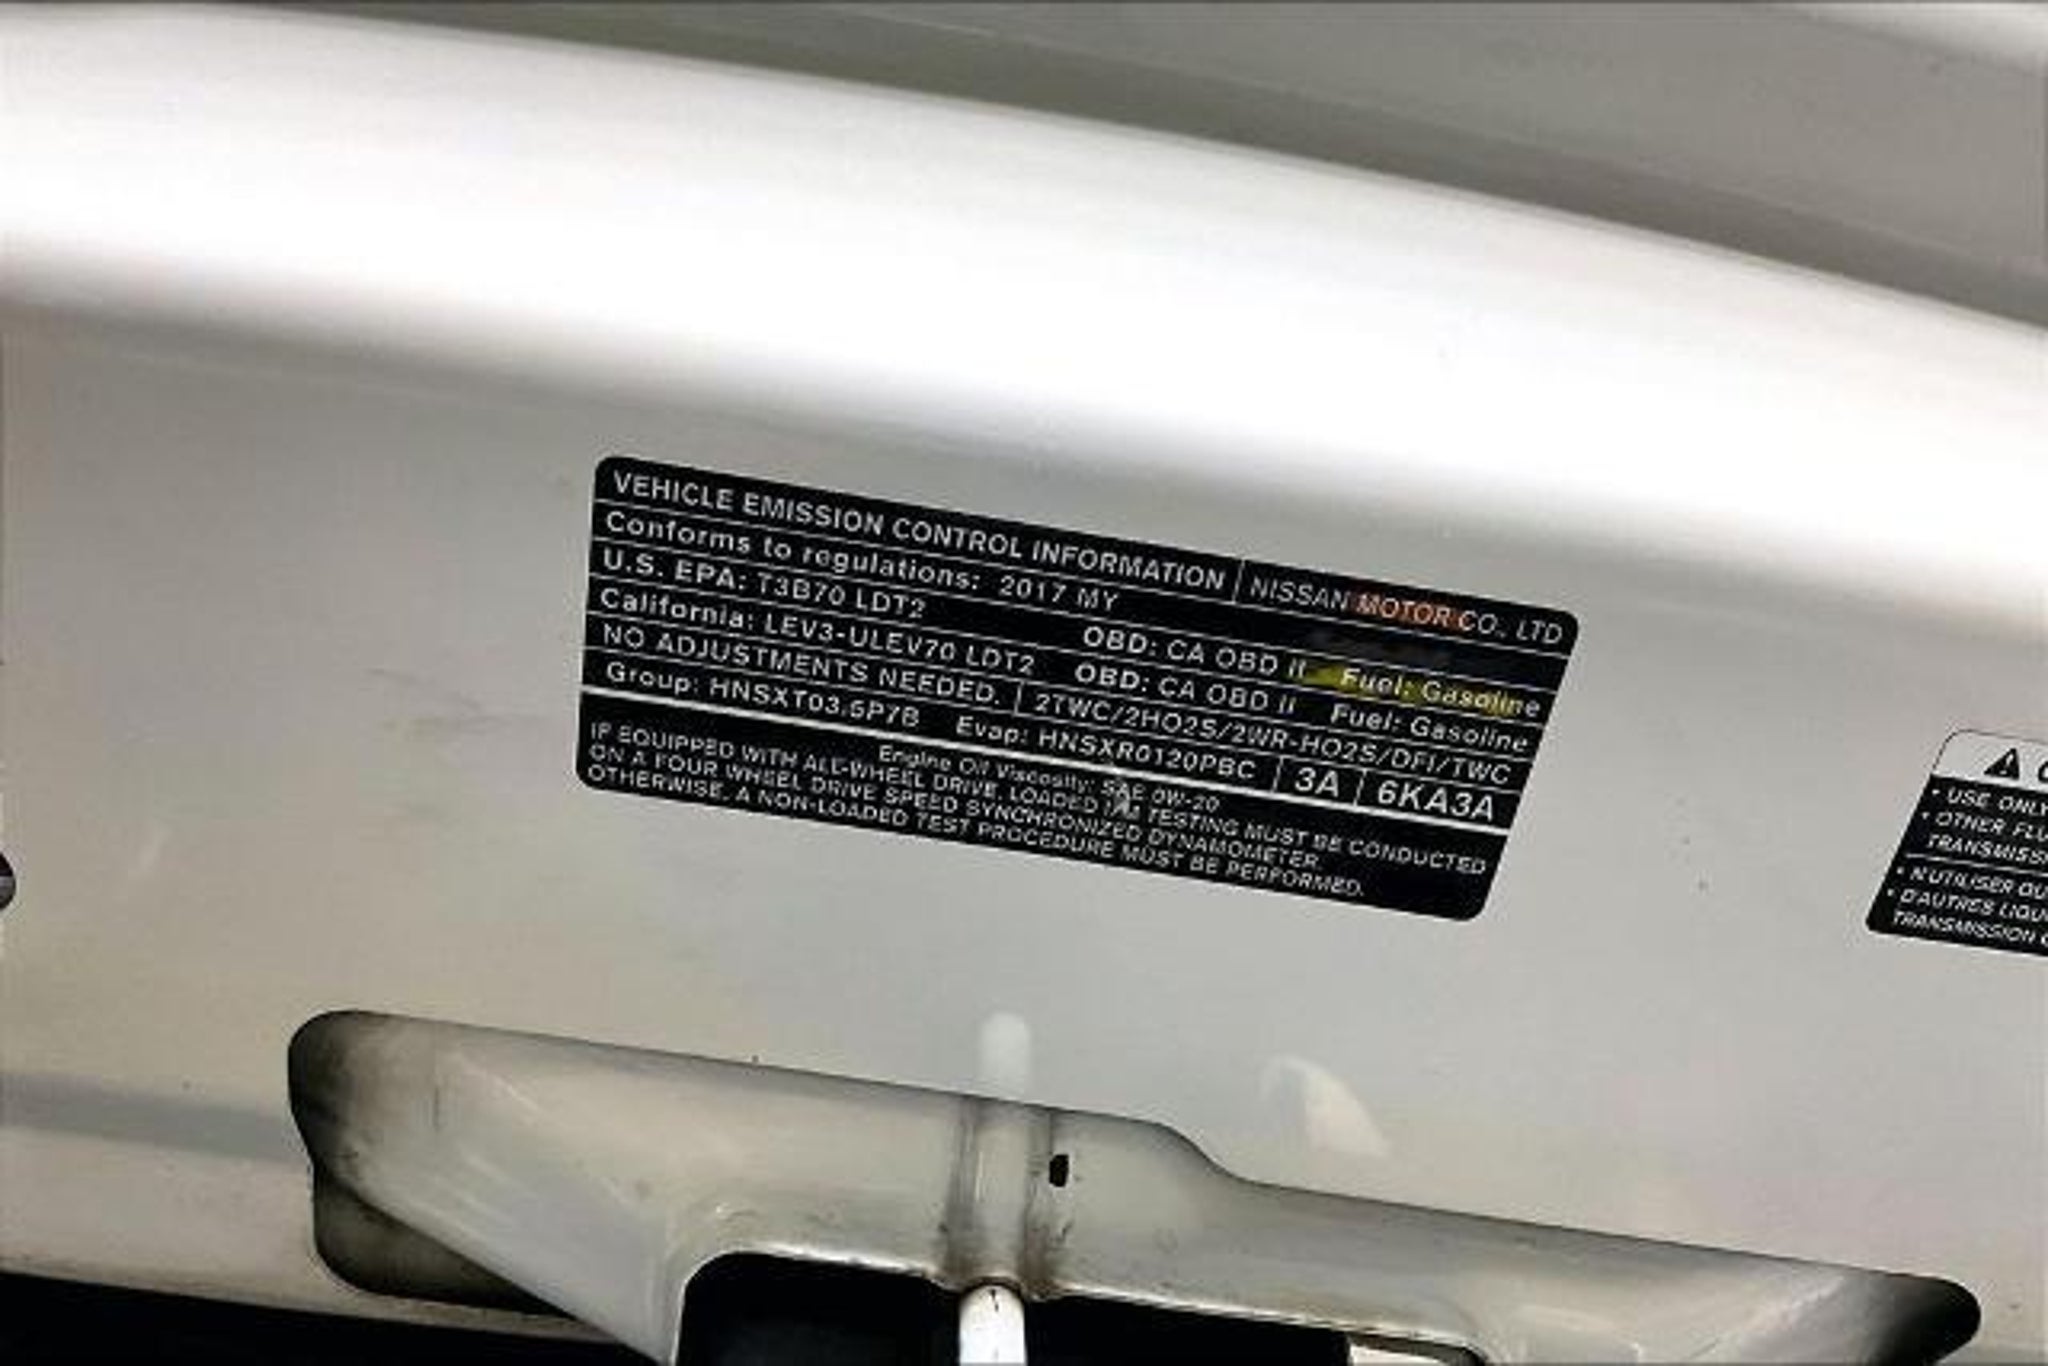 VEHICLE EMISSION CONTROL INFORMATION NISSAN MOTOR CO., LTD
Conforms to regulations: 2017 MY
U.S. EPA: T3B70 LDT2 OBD: CA OBD II Fuel: Gasoline
California: LEV3-ULEV70 LDT2 OBD: CA OBD II Fuel: Gasoline
NO ADJUSTMENTS NEEDED. 2TWC/2HO2S/2WR-HO2S/DFI/TWC
Group: HNSXT03.5P7B Evap: HNSXR0120PBC 3A 6KA3A
Engine Oil Viscosity: SAE 0W-20
IF EQUIPPED WITH ALL-WHEEL DRIVE, LOADED TESTING MUST BE CONDUCTED
ON A FOUR WHEEL DRIVE SPEED SYNCHRONIZED DYNAMOMETER.
OTHERWISE, A NON-LOADED TEST PROCEDURE MUST BE PERFORMED.
• USE ONLY
• OTHER FLU
TRANSMISSI
• N'UTILISER QU
• D'AUTRES LIQU
TRANSMISSION